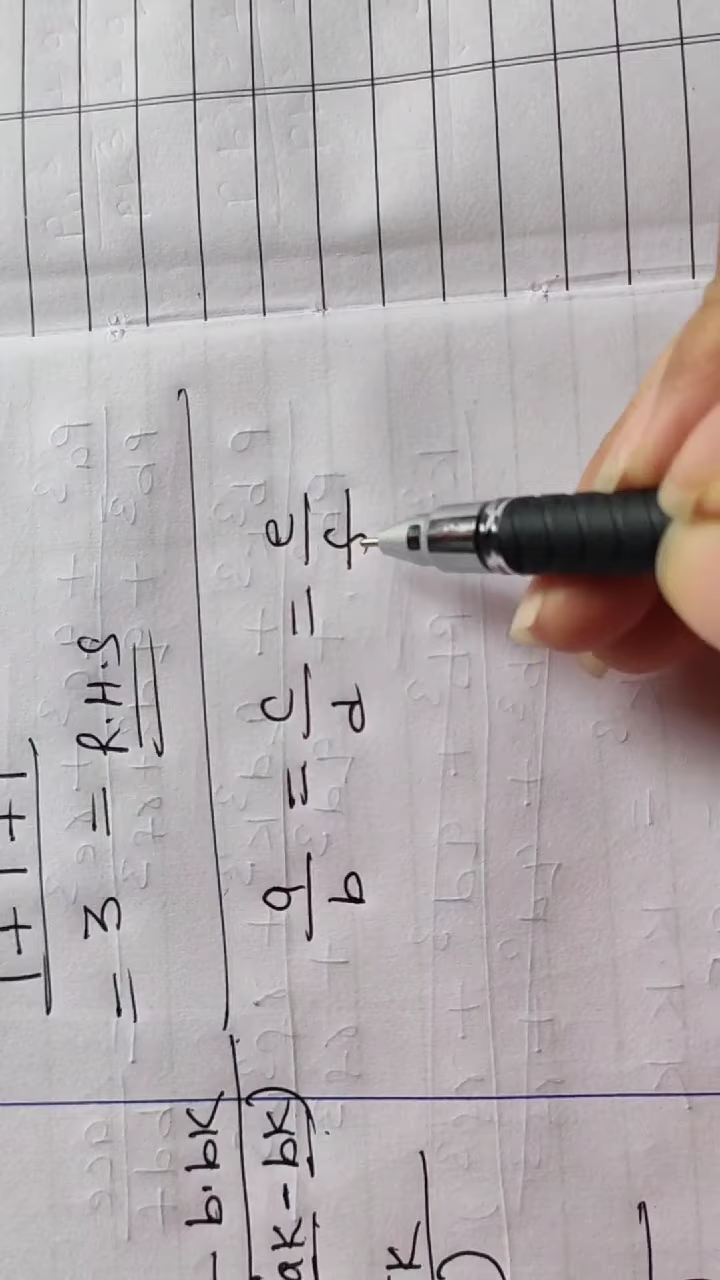 1 + 1 + 1
= 3 = R.H.S
a/b = c/d = e/f
- b.bK
aK - bK)
K
)